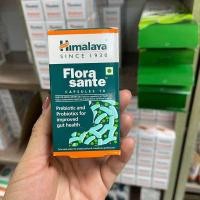 Himalaya
SINCE 1930
Flora
sante
CAPSULES 10
Prebiotic and
Probiotics for
improved
gut health